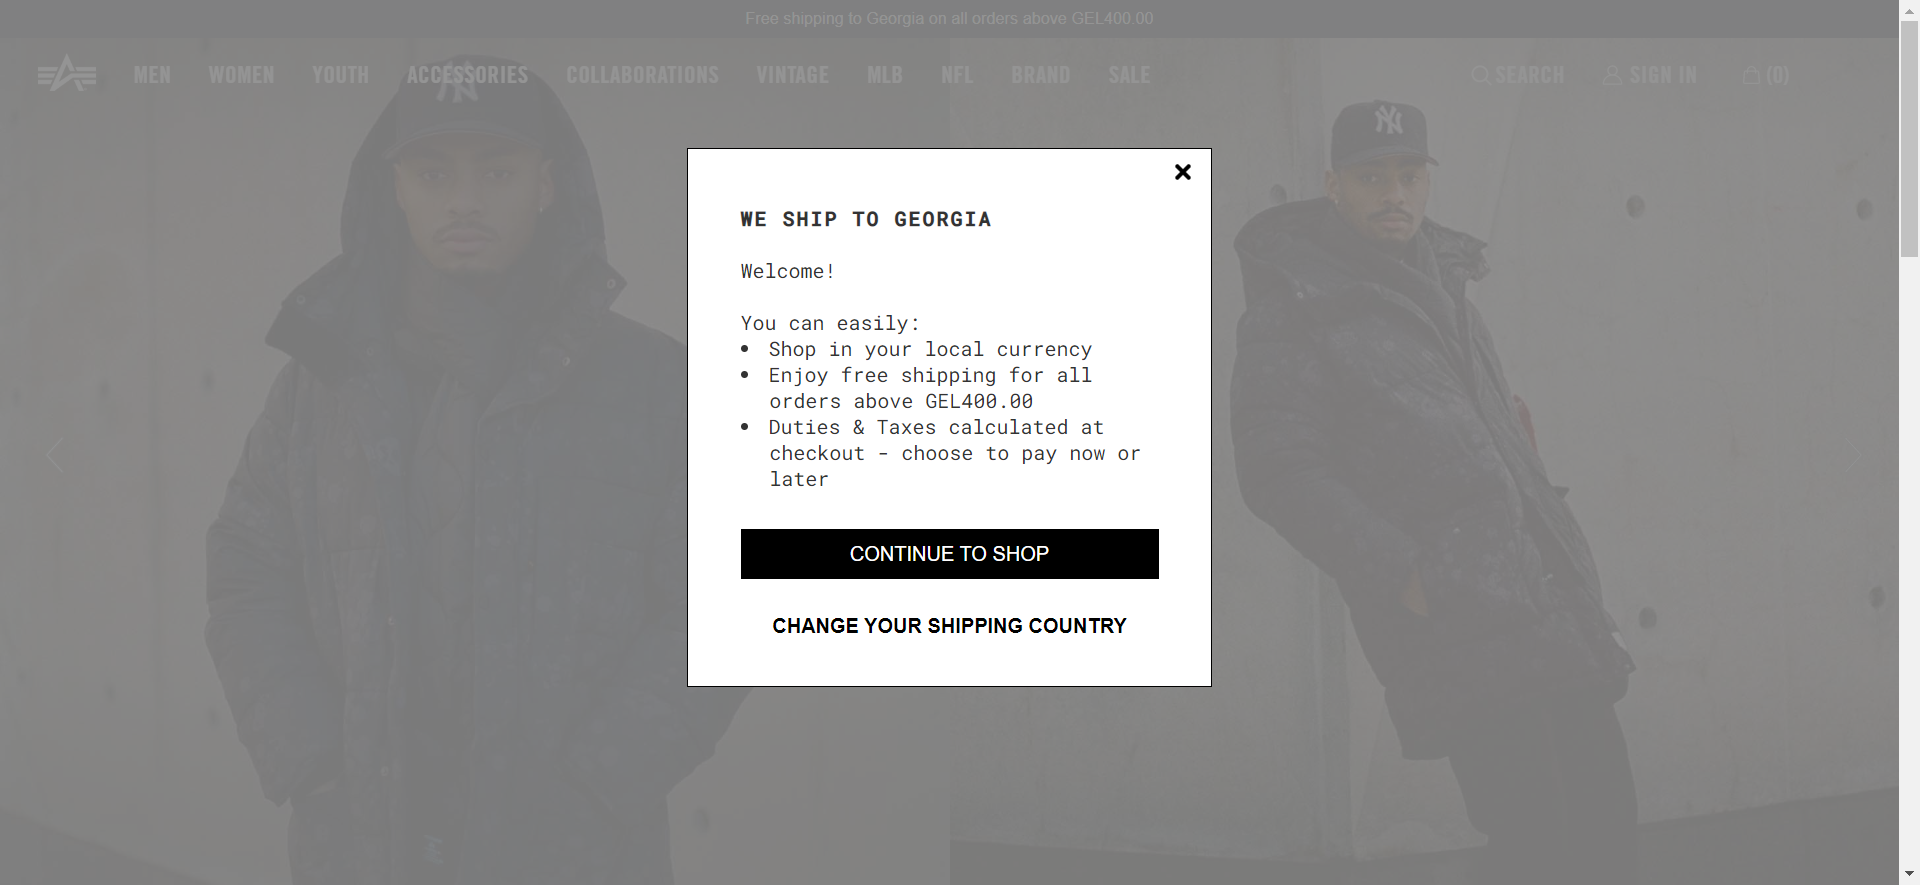 Free shipping to Georgia on all orders above GEL400.00
MEN WOMEN YOUTH ACCESSORIES COLLABORATIONS VINTAGE MLB NFL BRAND SALE SEARCH SIGN IN (0)
WE SHIP TO GEORGIA
Welcome!
You can easily:
• Shop in your local currency
• Enjoy free shipping for all
orders above GEL400.00
• Duties & Taxes calculated at
checkout - choose to pay now or
later
CONTINUE TO SHOP
CHANGE YOUR SHIPPING COUNTRY
NY
NY